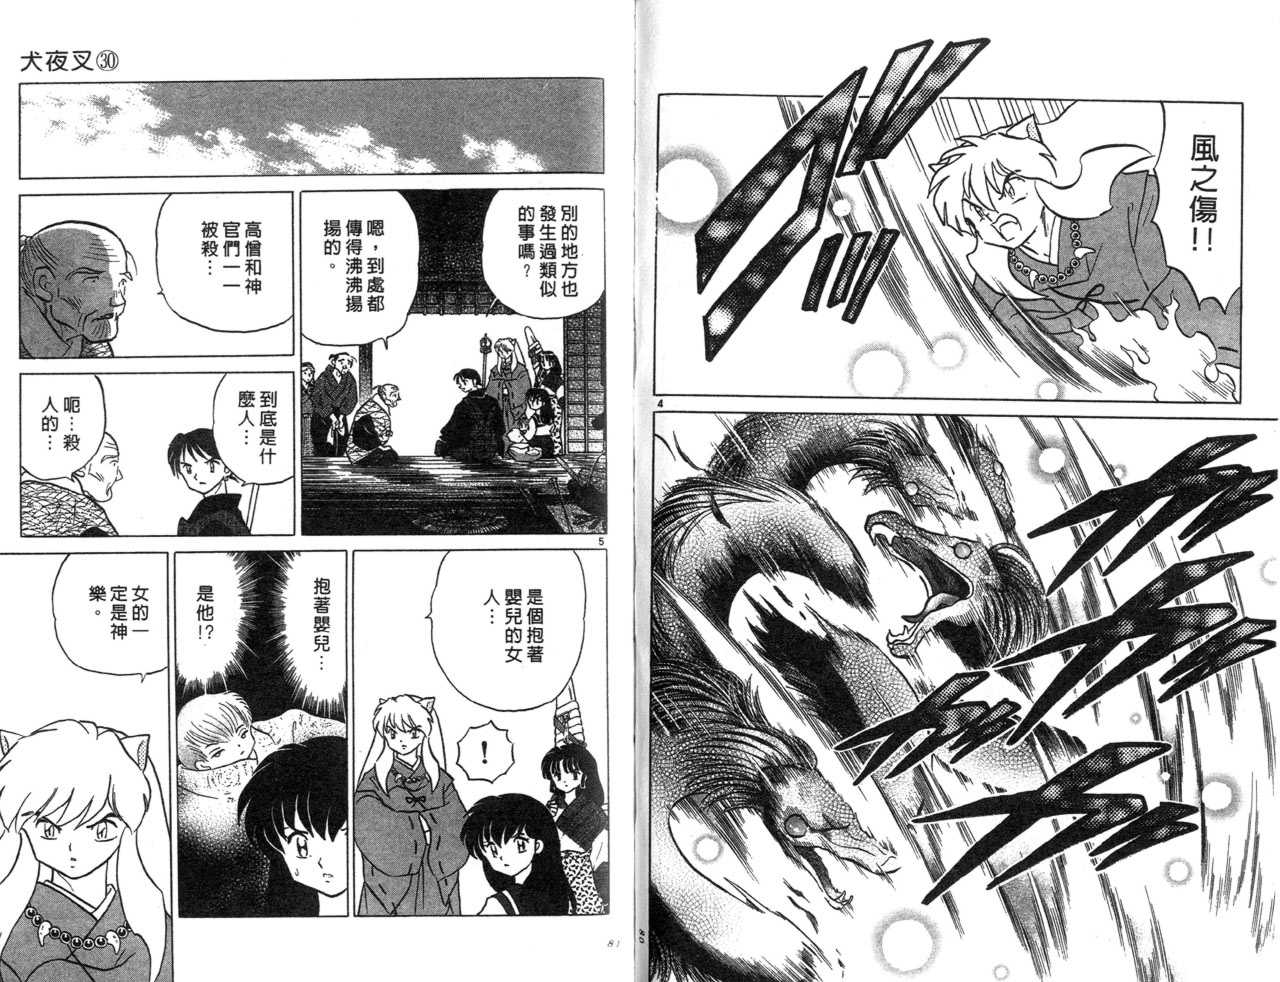 風之傷!!
4
80
犬夜叉㉚
別的地方也
發生過類似
的事嗎?
嗯,到處都
傳得沸沸揚
揚的。
高僧和神
官們一一
被殺…
到底是什
麼人…
呃…殺
人的…
5
是個抱著
嬰兒的女
人…
!
抱著嬰兒…
是他!?
女的一
定是神
樂。
81